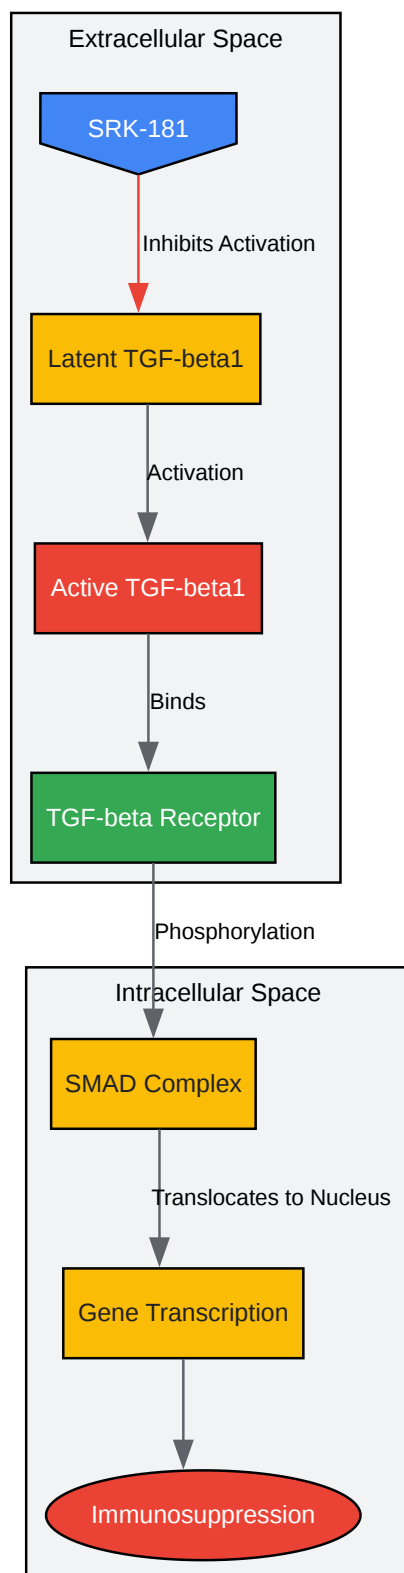 Extracellular Space
SRK-181
Inhibits Activation
Latent TGF-beta1
Activation
Active TGF-beta1
Binds
TGF-beta Receptor
Phosphorylation
Intracellular Space
SMAD Complex
Translocates to Nucleus
Gene Transcription
Immunosuppression